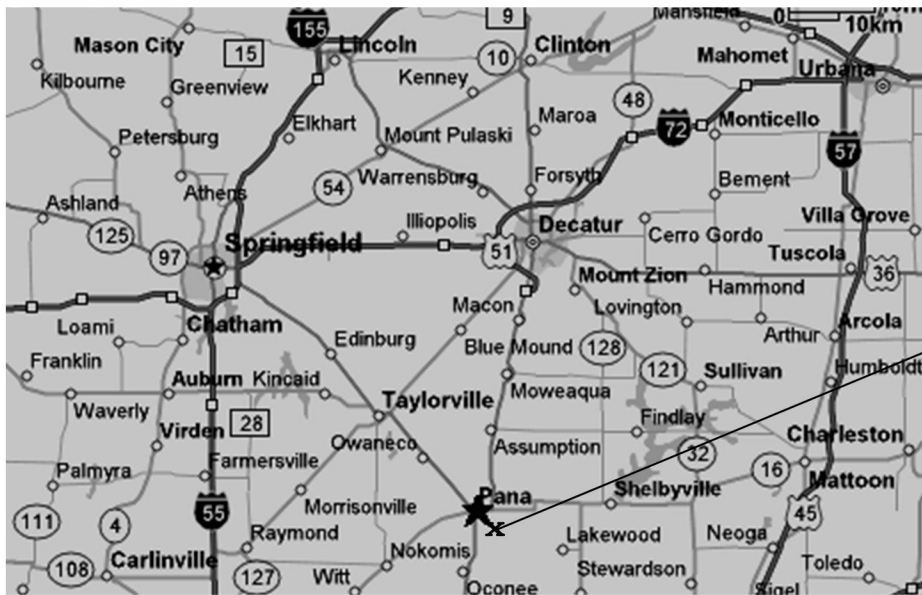 155
9
Mansfield
10km
Mason City
15
Lincoln
10
Clinton
Mahomet
Kilbourne
Greenview
Kenney
Urbana
48
Elkhart
Maroa
72
Monticello
Petersburg
Mount Pulaski
57
54
Warrensburg
Forsyth
Bement
Athens
Ashland
Illiopolis
Decatur
Villa Grove
125
Springfield
51
Cerro Gordo
97
Tuscola
36
Mount Zion
Hammond
Macon
Lovington
Loami
Chatham
Edinburg
Blue Mound
128
Arthur
Arcola
Franklin
121
Sullivan
Humboldt
Auburn
Kincaid
Moweaqua
Waverly
Taylorville
28
Findlay
Virden
Owaneco
Assumption
32
Charleston
Palmyra
Farmersville
16
Mattoon
Morrisonville
Pana
Shelbyville
111
4
55
X
45
Raymond
Lakewood
Neoga
Nokomis
108
Carlinville
127
Witt
Oconee
Stewardson
Toledo
Sigel